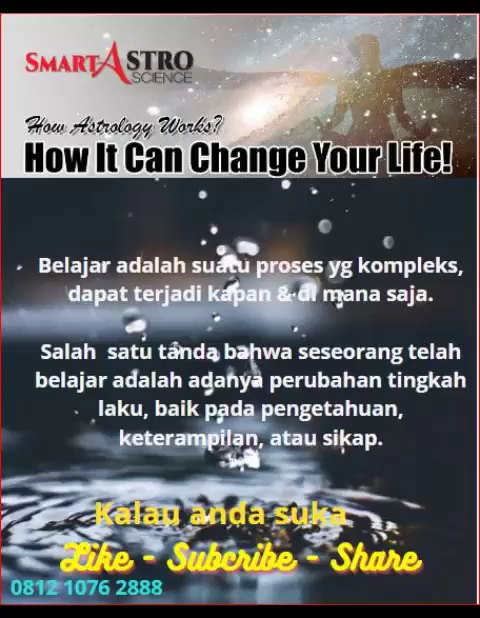 SMARTASTRO
SCIENCE
How Astrology Works?
How It Can Change Your Life!
Belajar adalah suatu proses yg kompleks,
dapat terjadi kapan & di mana saja.
Salah satu tanda bahwa seseorang telah
belajar adalah adanya perubahan tingkah
laku, baik pada pengetahuan,
keterampilan, atau sikap.
Kalau anda suka
Like - Subcribe - Share
0812 1076 2888